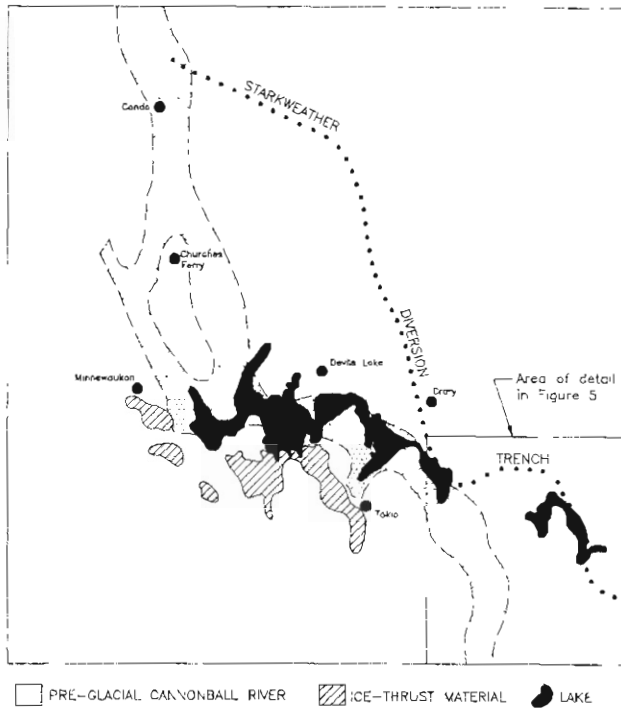 STARKWEATHER
Cando
Churches
Ferry
DIVERSION
Devils Lake
Minnewaukan
Crary
Area of detail
in Figure 5
TRENCH
Tokio
PRE-GLACIAL CANNONBALL RIVER
ICE-THRUST MATERIAL
LAKE